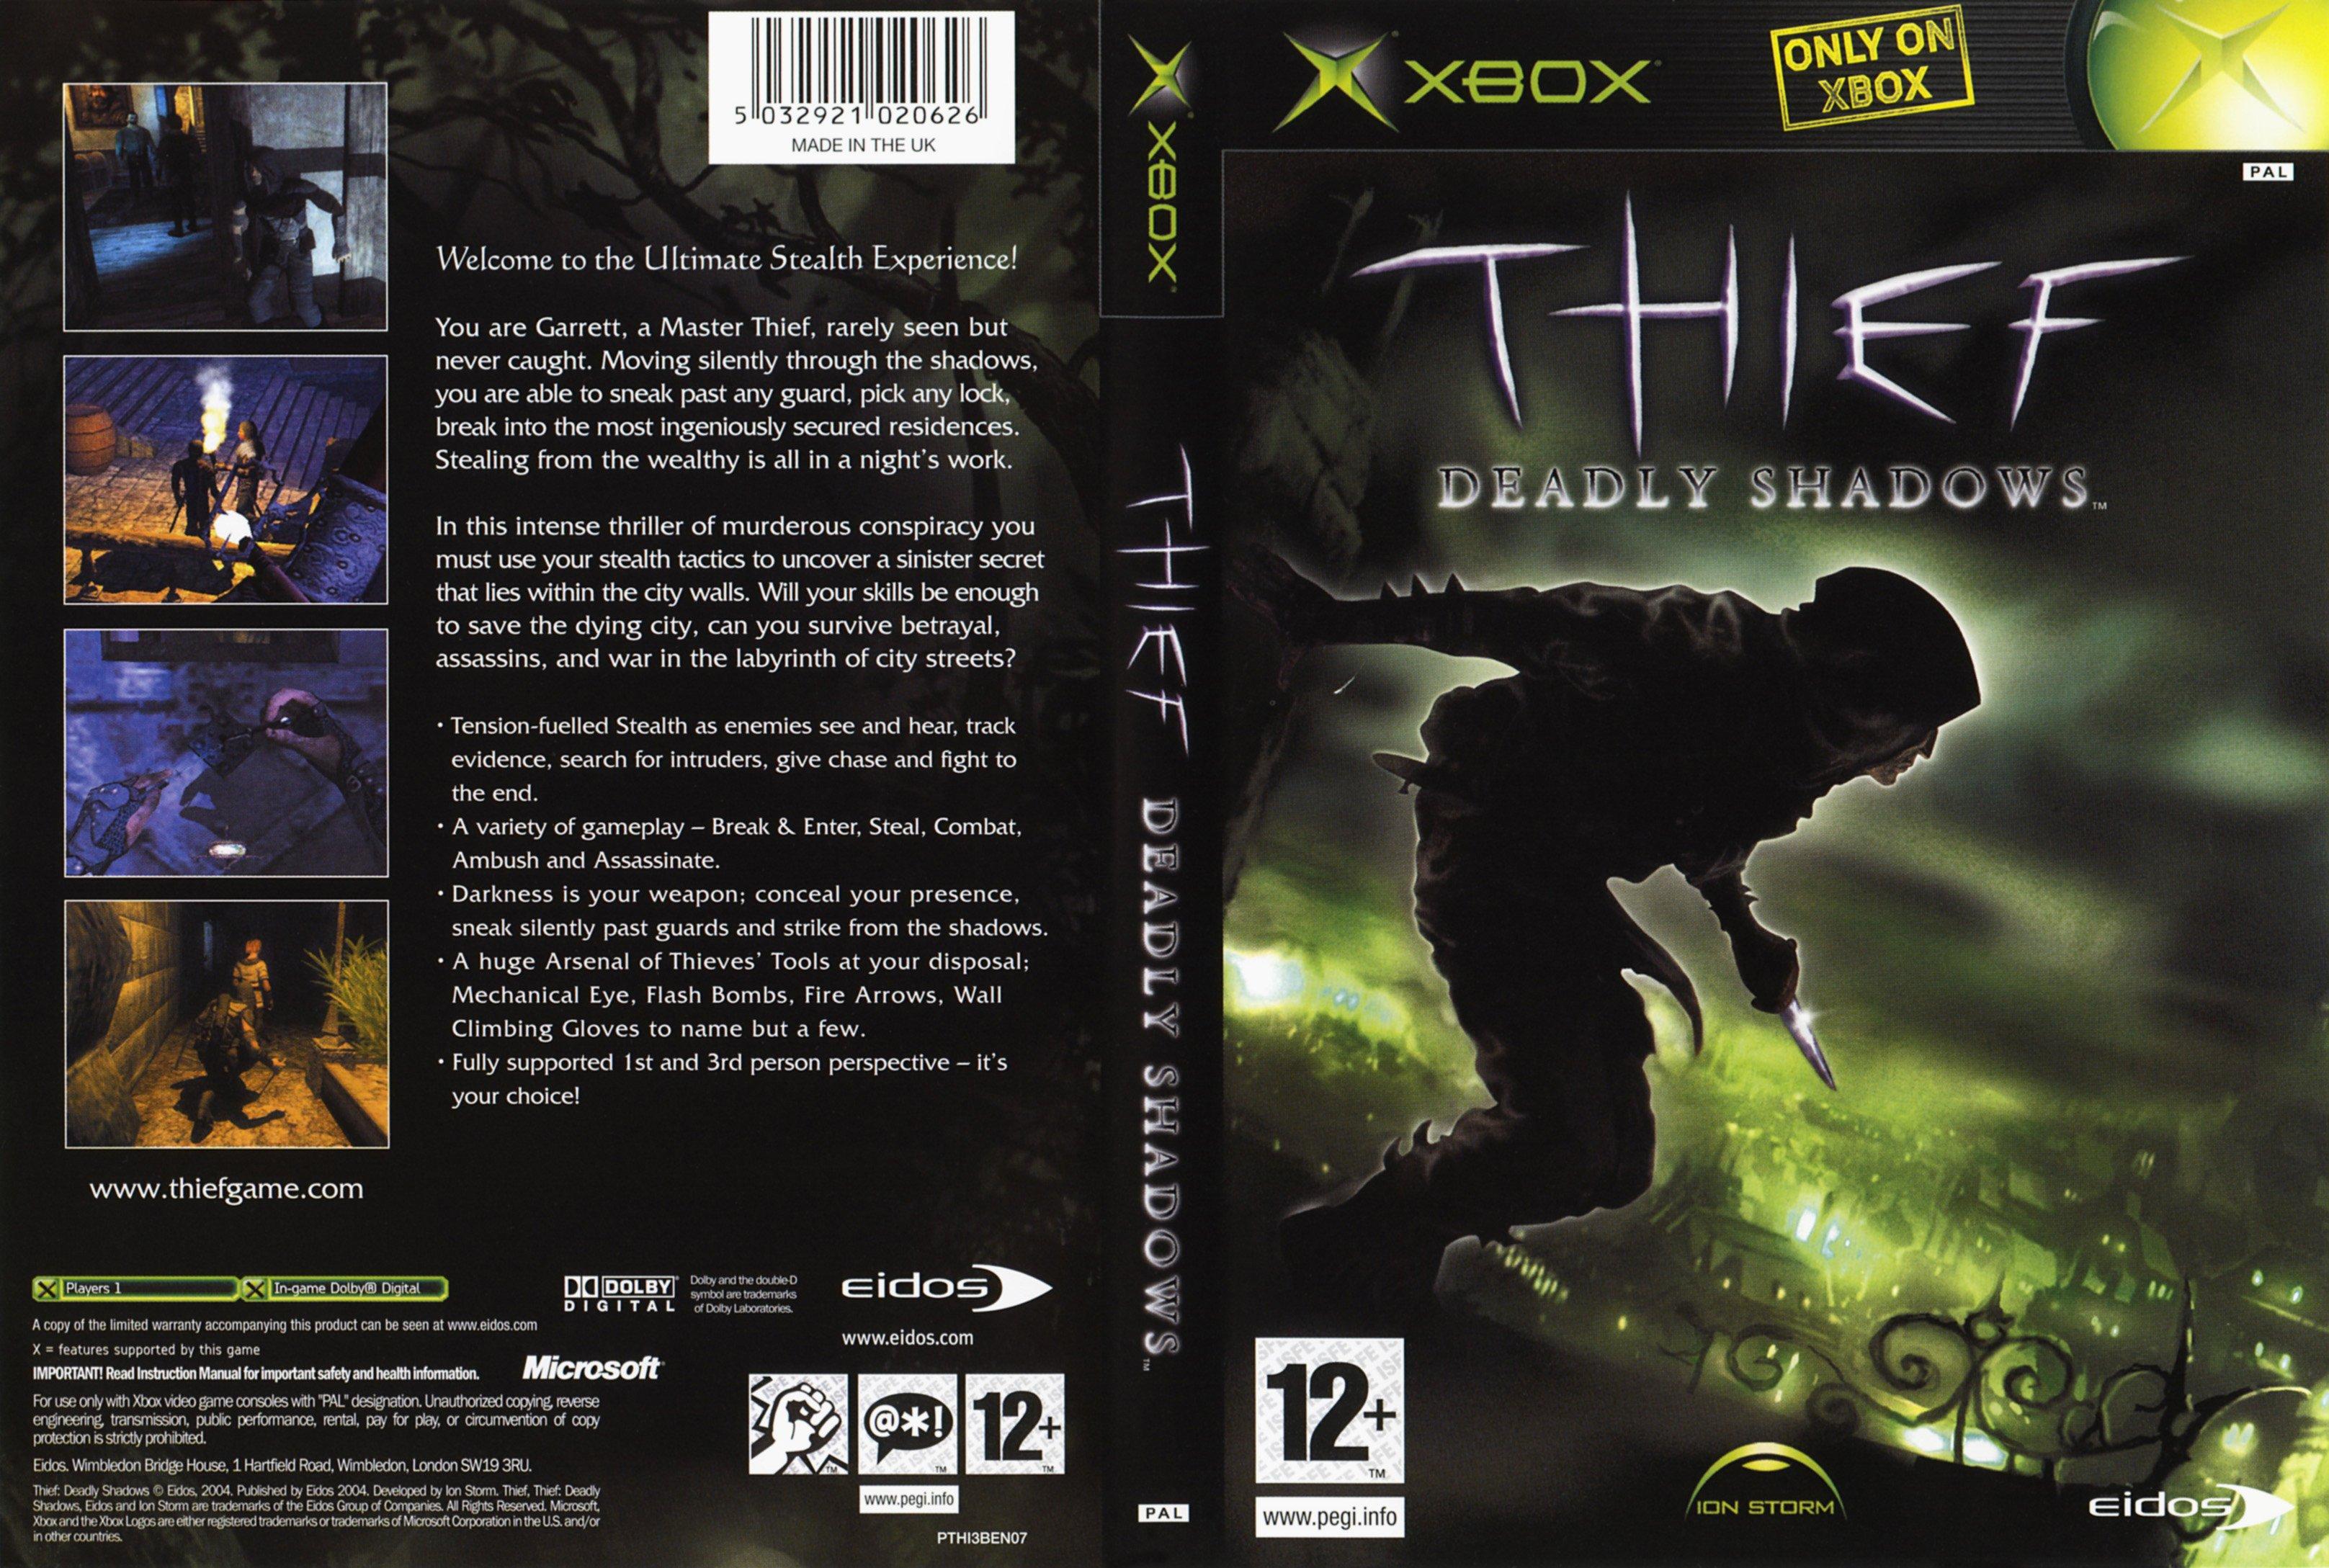 5 032921 020626
MADE IN THE UK
Welcome to the Ultimate Stealth Experience!
You are Garrett, a Master Thief, rarely seen but
never caught. Moving silently through the shadows,
you are able to sneak past any guard, pick any lock,
break into the most ingeniously secured residences.
Stealing from the wealthy is all in a night's work.
In this intense thriller of murderous conspiracy you
must use your stealth tactics to uncover a sinister secret
that lies within the city walls. Will your skills be enough
to save the dying city, can you survive betrayal,
assassins, and war in the labyrinth of city streets?
• Tension-fuelled Stealth as enemies see and hear, track
evidence, search for intruders, give chase and fight to
the end.
• A variety of gameplay – Break & Enter, Steal, Combat,
Ambush and Assassinate.
• Darkness is your weapon; conceal your presence,
sneak silently past guards and strike from the shadows.
• A huge Arsenal of Thieves' Tools at your disposal;
Mechanical Eye, Flash Bombs, Fire Arrows, Wall
Climbing Gloves to name but a few.
• Fully supported 1st and 3rd person perspective – it's
your choice!
www.thiefgame.com
X Players 1 X In-game Dolby® Digital
DOLBY
DIGITAL
Dolby and the double-D
symbol are trademarks
of Dolby Laboratories.
eidos
www.eidos.com
A copy of the limited warranty accompanying this product can be seen at www.eidos.com
X = features supported by this game
IMPORTANT! Read Instruction Manual for important safety and health information.
Microsoft®
For use only with Xbox video game consoles with "PAL" designation. Unauthorized copying, reverse
engineering, transmission, public performance, rental, pay for play, or circumvention of copy
protection is strictly prohibited.
Eidos. Wimbledon Bridge House, 1 Hartfield Road, Wimbledon, London SW19 3RU.
Thief: Deadly Shadows © Eidos, 2004. Published by Eidos 2004. Developed by Ion Storm. Thief, Thief: Deadly
Shadows, Eidos and Ion Storm are trademarks of the Eidos Group of Companies. All Rights Reserved. Microsoft,
Xbox and the Xbox Logos are either registered trademarks or trademarks of Microsoft Corporation in the U.S. and/or
in other countries.
TM
@*! TM
12+ TM
www.pegi.info
PTHI3BEN07
XBOX®
THIEF DEADLY SHADOWS™
PAL
XBOX®
ONLY ON
XBOX
PAL
THIEF
DEADLY SHADOWS™
12+
TM
www.pegi.info
ION STORM
eidos